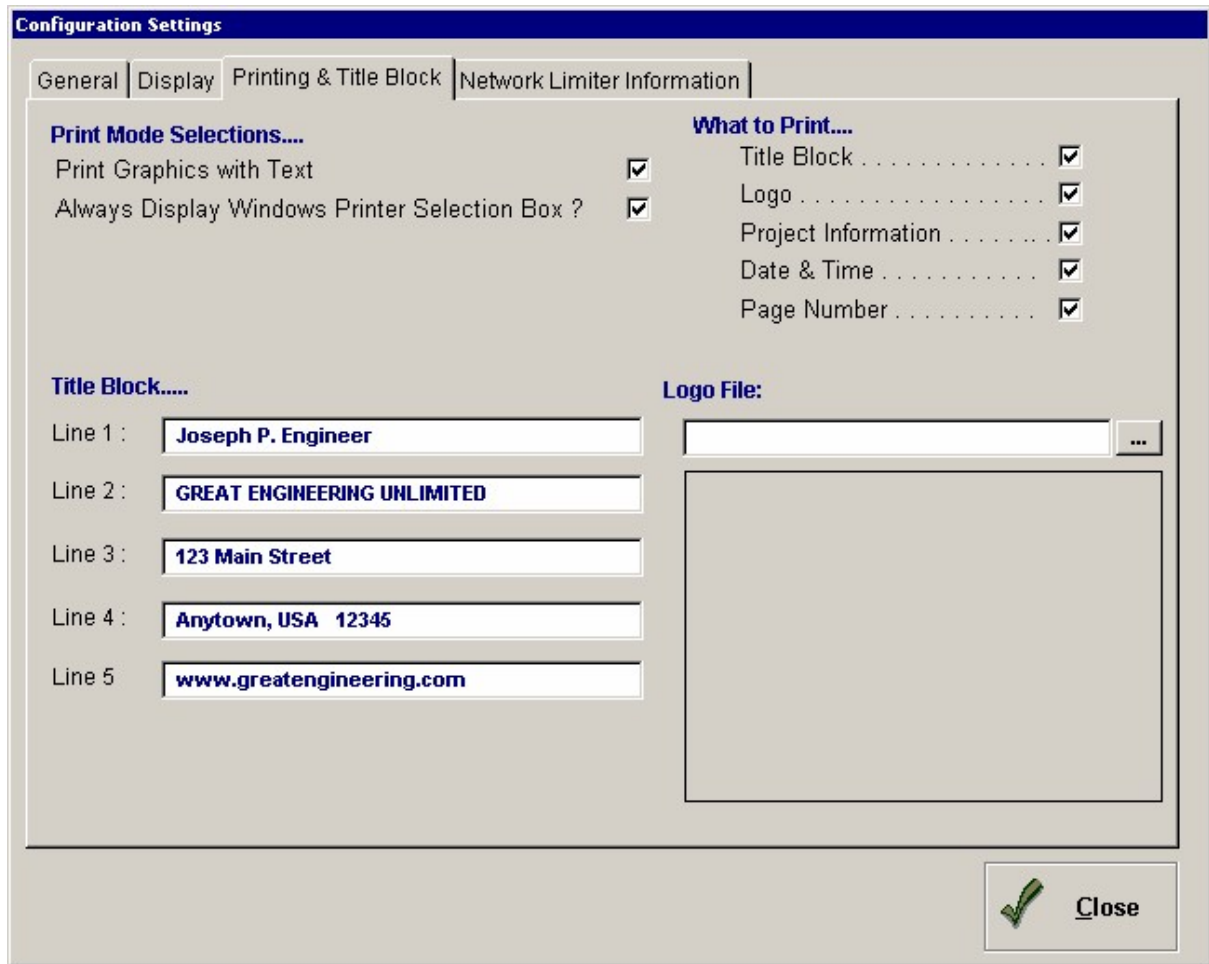 Configuration Settings
General Display Printing & Title Block Network Limiter Information
Print Mode Selections....
Print Graphics with Text
Always Display Windows Printer Selection Box ?
What to Print....
Title Block . . . . . . . . . . . . .
Logo . . . . . . . . . . . . . . . . .
Project Information . . . . . . .. .
Date & Time . . . . . . . . . . .
Page Number . . . . . . . . . .
Title Block.....
Line 1 : Joseph P. Engineer
Line 2 : GREAT ENGINEERING UNLIMITED
Line 3 : 123 Main Street
Line 4 : Anytown, USA 12345
Line 5 www.greatengineering.com
Logo File:
...
Close